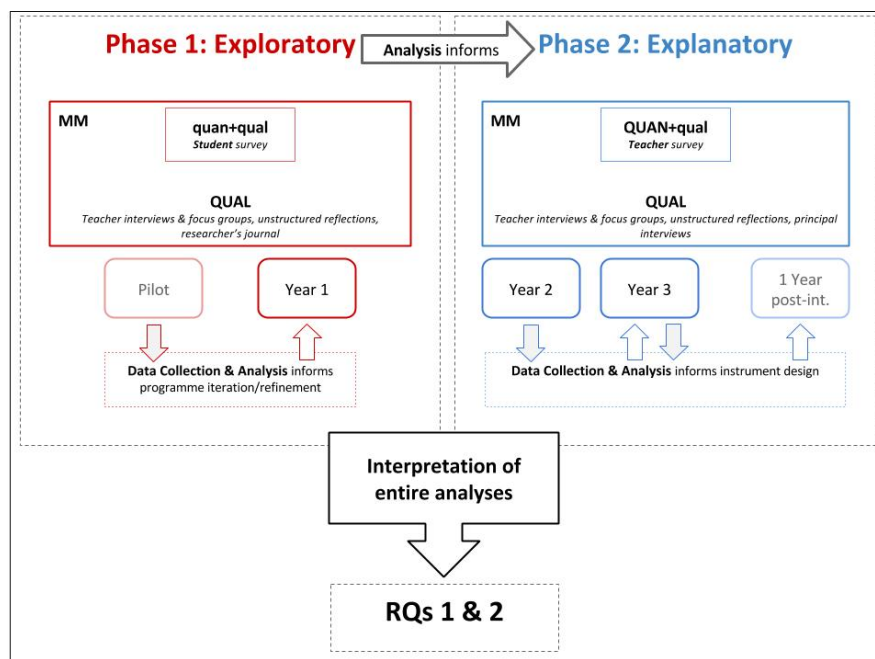 Phase 1: Exploratory
Analysis informs
Phase 2: Explanatory
MM
quan+qual
Student survey
QUAL
Teacher interviews & focus groups, unstructured reflections,
researcher's journal
Pilot
Year 1
Data Collection & Analysis informs
programme iteration/refinement
MM
QUAN+qual
Teacher survey
QUAL
Teacher interviews & focus groups, unstructured reflections, principal
interviews
Year 2
Year 3
1 Year
post-int.
Data Collection & Analysis informs instrument design
Interpretation of
entire analyses
RQs 1 & 2